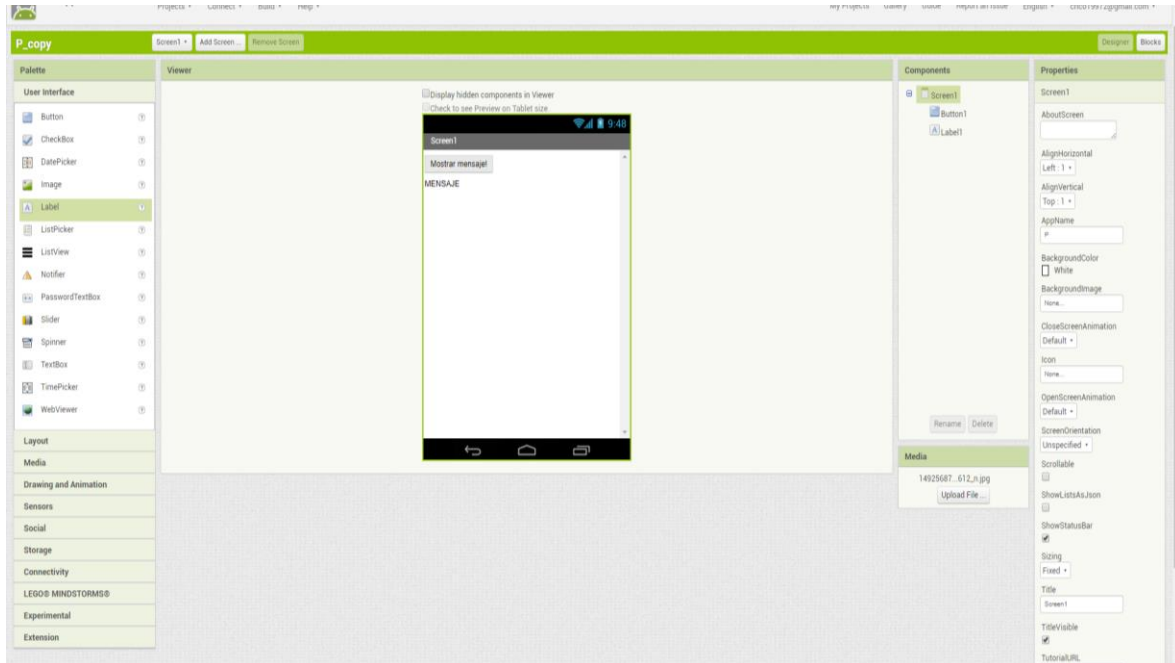 Projects Connect Build Help My Projects Gallery Guide Report an Issue English
P_copy Screen1 Add Screen ... Remove Screen Designer Blocks
Palette
User Interface
Button
CheckBox
DatePicker
Image
Label
ListPicker
ListView
Notifier
PasswordTextBox
Slider
Spinner
TextBox
TimePicker
WebViewer
Layout
Media
Drawing and Animation
Sensors
Social
Storage
Connectivity
LEGO® MINDSTORMS®
Experimental
Extension
Viewer
Display hidden components in Viewer
Check to see Preview on Tablet size.
9:48
Screen1
Mostrar mensaje!
MENSAJE
Components
Screen1
Button1
Label1
Rename Delete
Media
14925687...612_n.jpg
Upload File ...
Properties
Screen1
AboutScreen
AlignHorizontal
Left : 1
AlignVertical
Top : 1
AppName
P
BackgroundColor
White
BackgroundImage
None...
CloseScreenAnimation
Default
Icon
None...
OpenScreenAnimation
Default
ScreenOrientation
Unspecified
Scrollable
ShowListsAsJson
ShowStatusBar
Sizing
Fixed
Title
Screen1
TitleVisible
TutorialURL